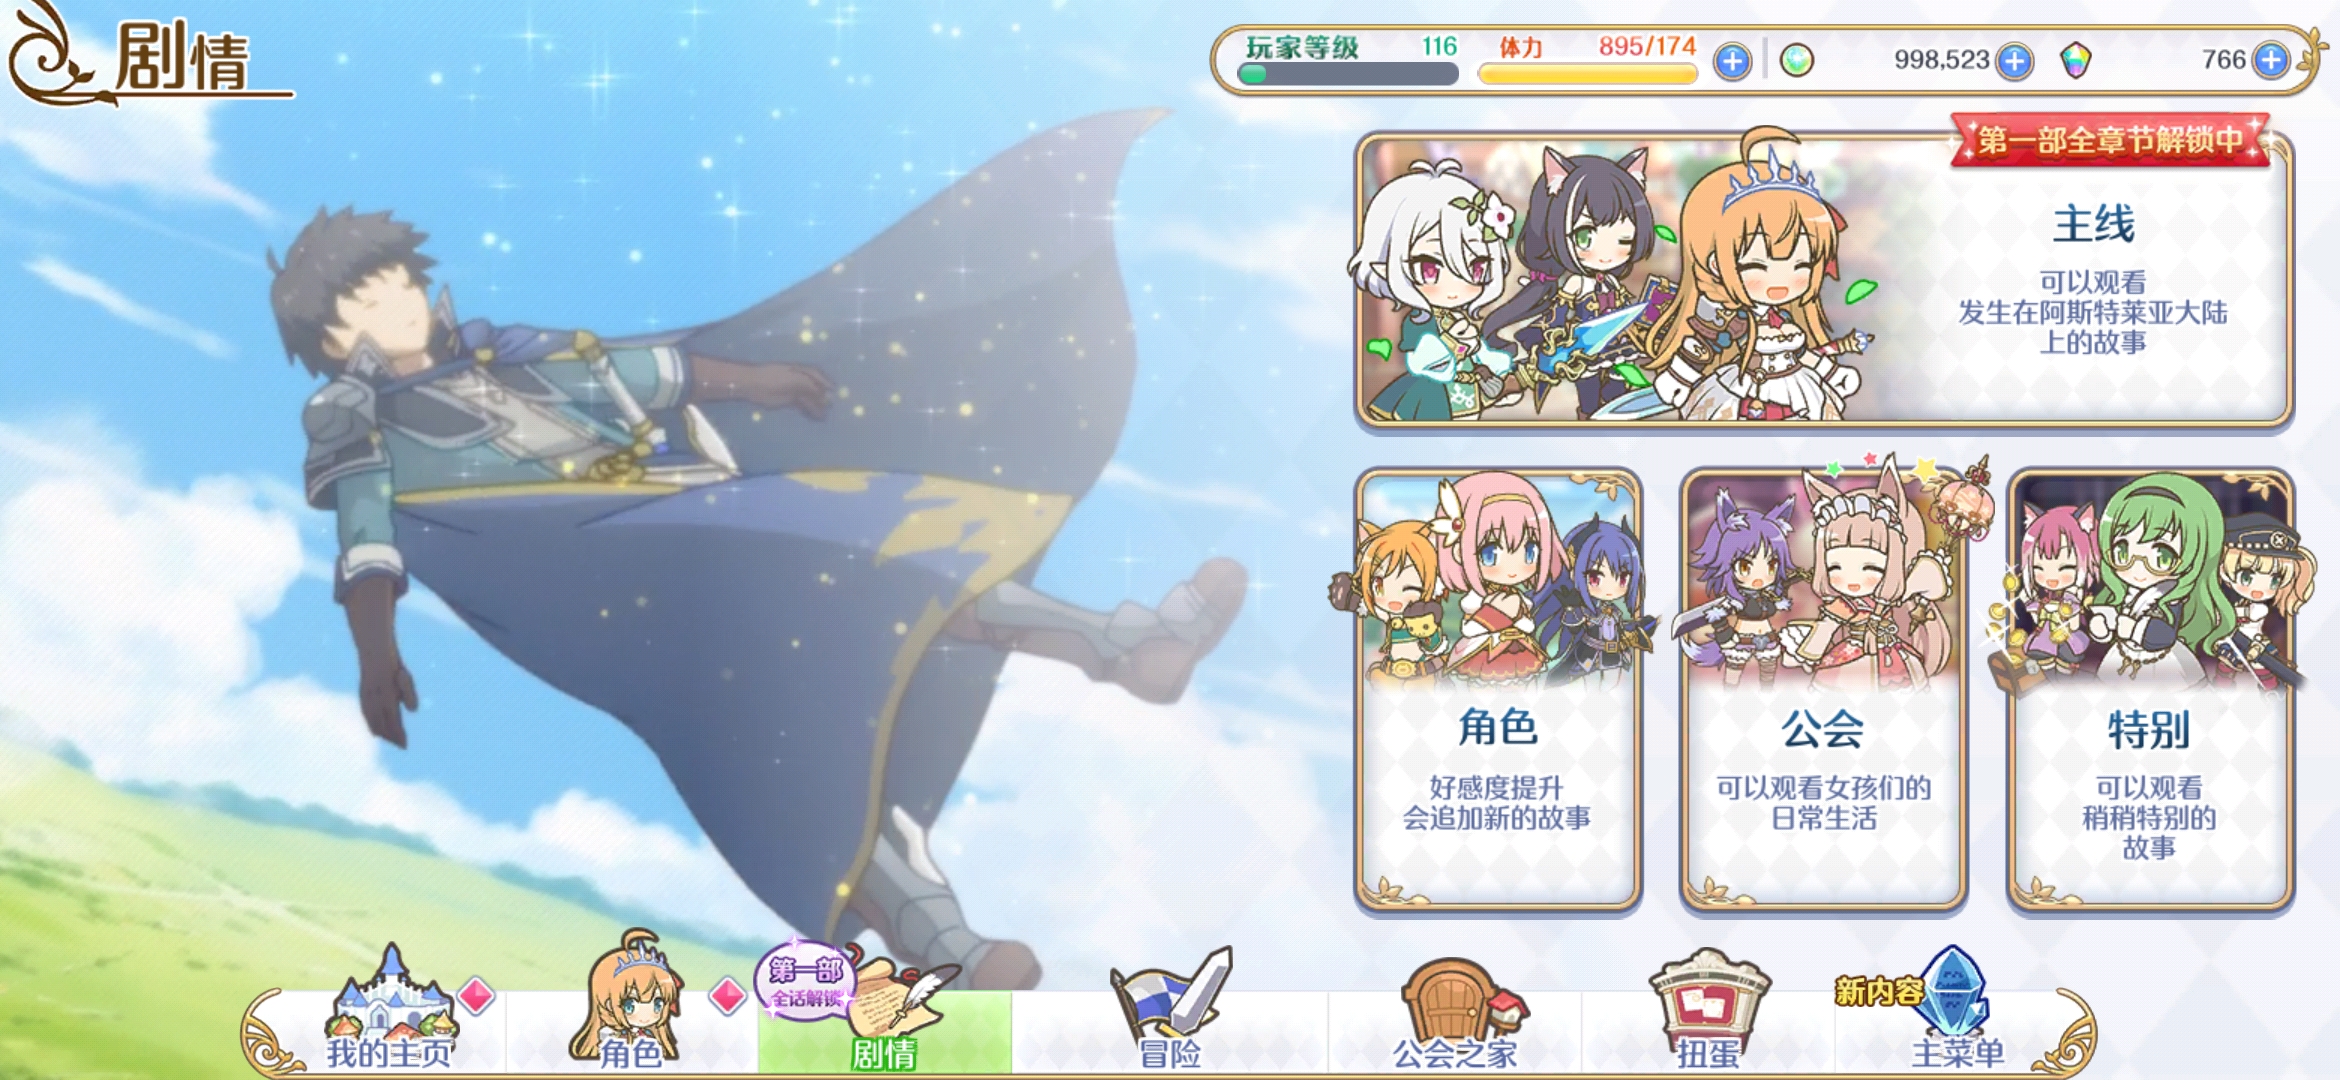 剧情
玩家等级 116
体力 895/174
998,523
766
第一部全章节解锁中
主线
可以观看
发生在阿斯特莱亚大陆
上的故事
角色
好感度提升
会追加新的故事
公会
可以观看女孩们的
日常生活
特别
可以观看
稍稍特别的
故事
我的主页
角色
第一部
全话解锁
剧情
冒险
公会之家
扭蛋
新内容
主菜单